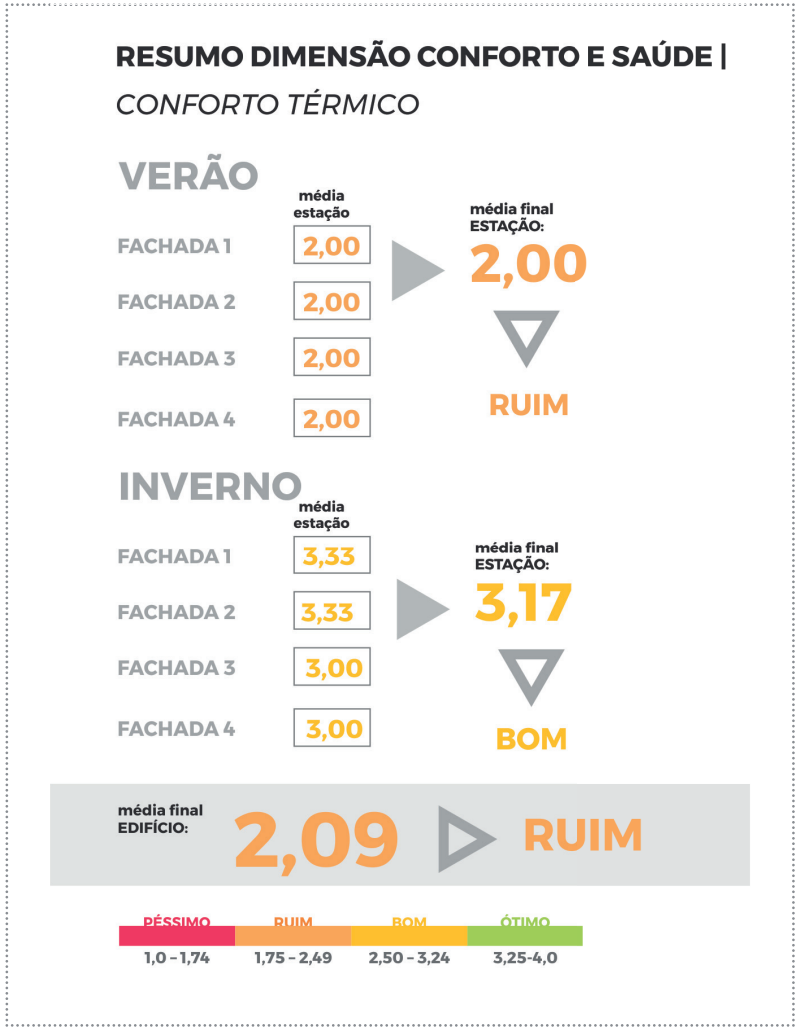 RESUMO DIMENSÃO CONFORTO E SAÚDE |
CONFORTO TÉRMICO
VERÃO
média
estação
FACHADA 1
2,00
FACHADA 2
2,00
FACHADA 3
2,00
FACHADA 4
2,00
média final
ESTAÇÃO:
2,00
RUIM
INVERNO
média
estação
FACHADA 1
3,33
FACHADA 2
3,33
FACHADA 3
3,00
FACHADA 4
3,00
média final
ESTAÇÃO:
3,17
BOM
média final
EDIFÍCIO:
2,09
RUIM
PÉSSIMO RUIM BOM ÓTIMO
1,0 – 1,74 1,75 – 2,49 2,50 – 3,24 3,25-4,0